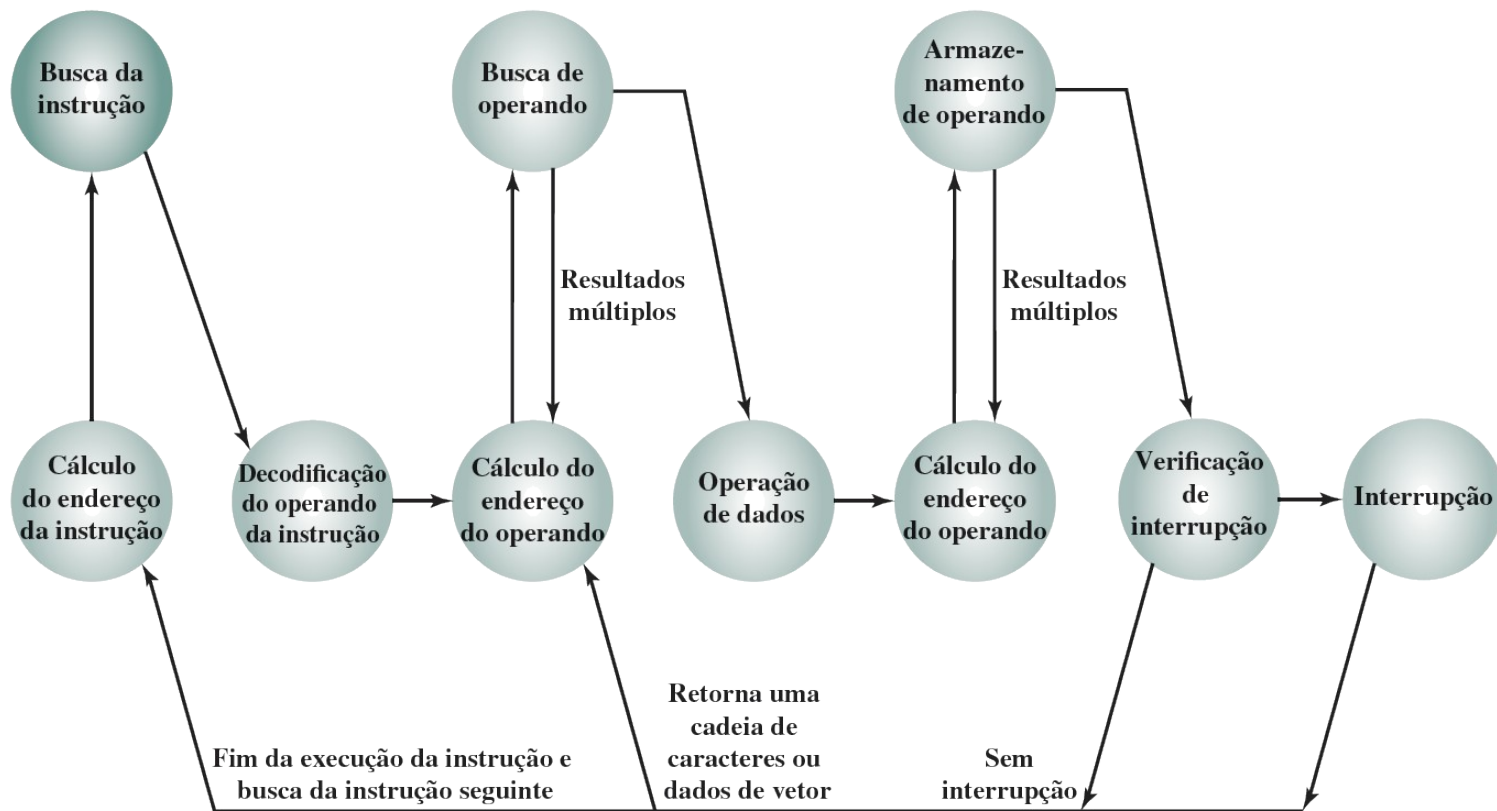 Busca da
instrução
Busca de
operando
Armaze-
namento
de operando
Resultados
múltiplos
Resultados
múltiplos
Cálculo
do endereço
da instrução
Decodificação
do operando
da instrução
Cálculo do
endereço
do operando
Operação
de dados
Cálculo do
endereço
do operando
Verificação
de
interrupção
Interrupção
Fim da execução da instrução e
busca da instrução seguinte
Retorna uma
cadeia de
caracteres ou
dados de vetor
Sem
interrupção